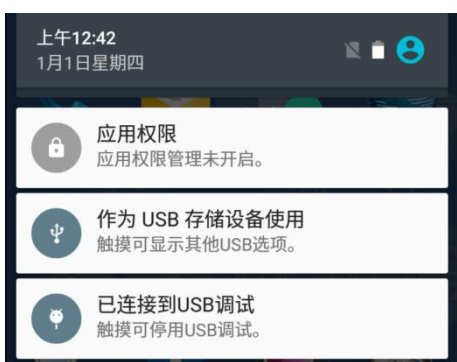 上午12:42
1月1日星期四
应用权限
应用权限管理未开启。
作为 USB 存储设备使用
触摸可显示其他USB选项。
已连接到USB调试
触摸可停用USB调试。